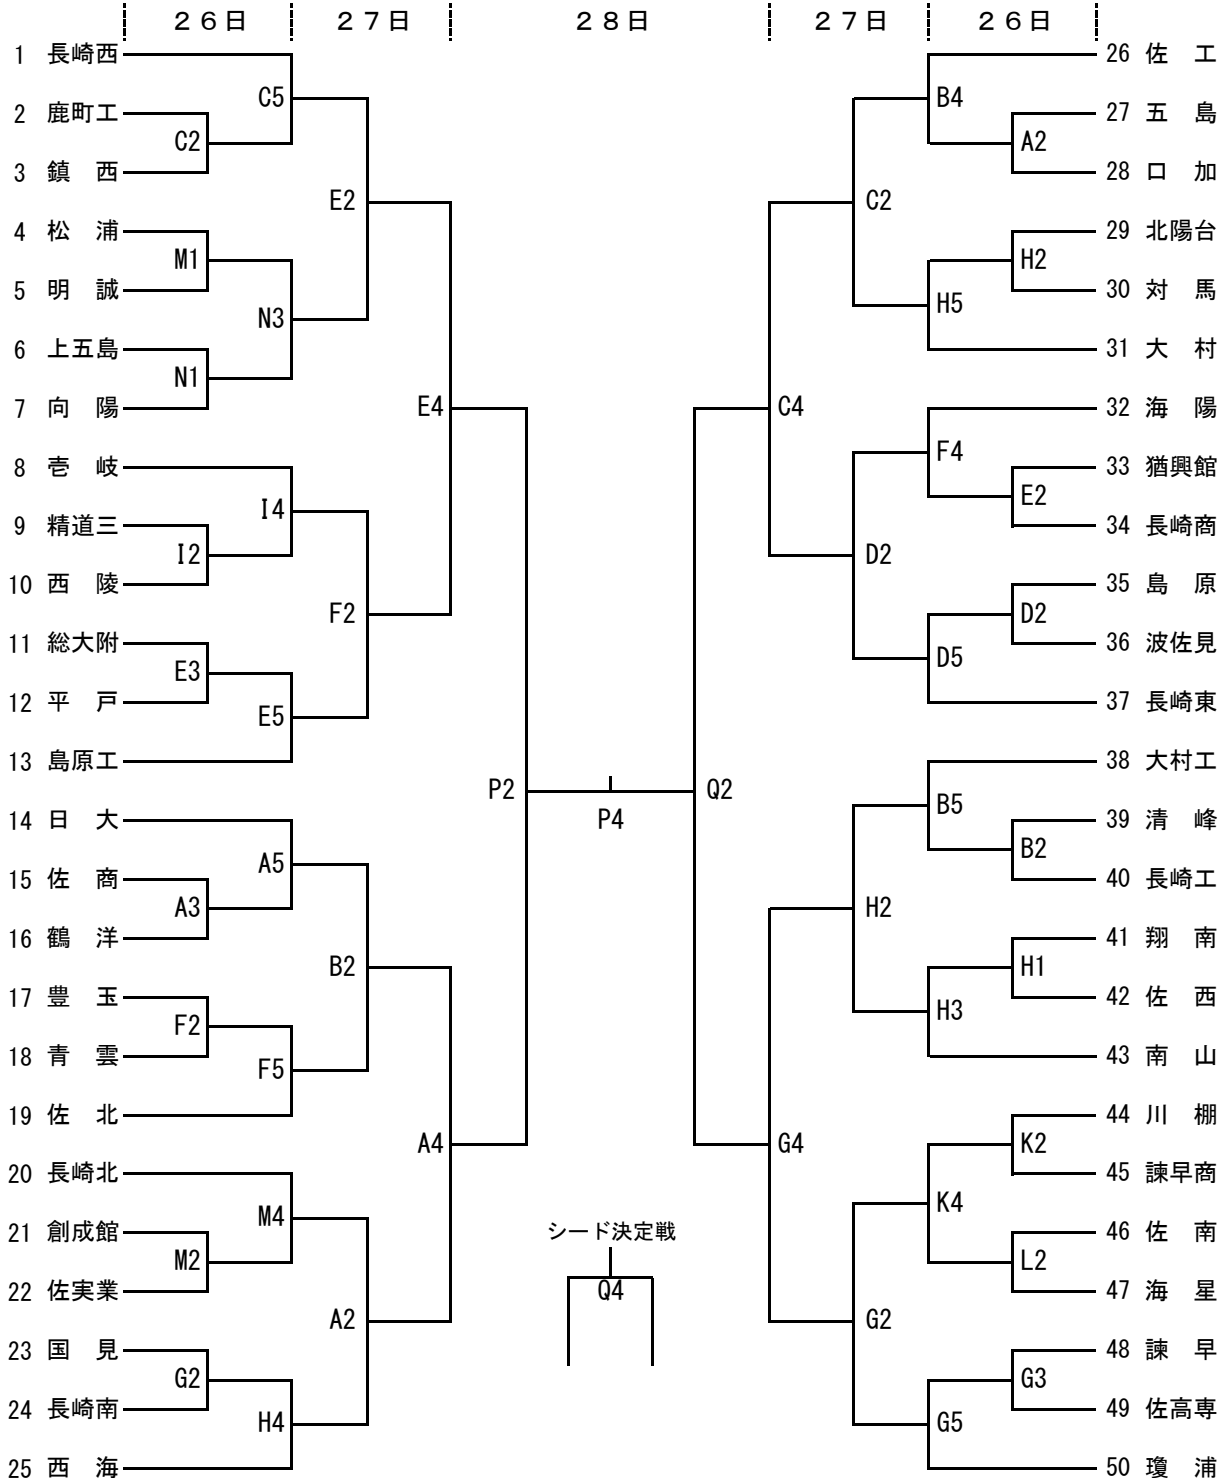 ２６日 ２７日 ２８日 ２７日 ２６日
1 長崎西
2 鹿町工
3 鎮　西
4 松　浦
5 明　誠
6 上五島
7 向　陽
8 壱　岐
9 精道三
10 西　陵
11 総大附
12 平　戸
13 島原工
14 日　大
15 佐　商
16 鶴　洋
17 豊　玉
18 青　雲
19 佐　北
20 長崎北
21 創成館
22 佐実業
23 国　見
24 長崎南
25 西　海
C5
C2
M1
N3
N1
I4
I2
E3
E5
A5
A3
F2
F5
M4
M2
G2
H4
E2
F2
B2
A2
E4
A4
P2
P4
Q2
シード決定戦
Q4
C4
G4
C2
D2
H2
G2
B4
A2
H2
H5
F4
E2
D2
D5
B5
B2
H1
H3
K2
K4
L2
G3
G5
26 佐　工
27 五　島
28 口　加
29 北陽台
30 対　馬
31 大　村
32 海　陽
33 猶興館
34 長崎商
35 島　原
36 波佐見
37 長崎東
38 大村工
39 清　峰
40 長崎工
41 翔　南
42 佐　西
43 南　山
44 川　棚
45 諫早商
46 佐　南
47 海　星
48 諫　早
49 佐高専
50 瓊　浦